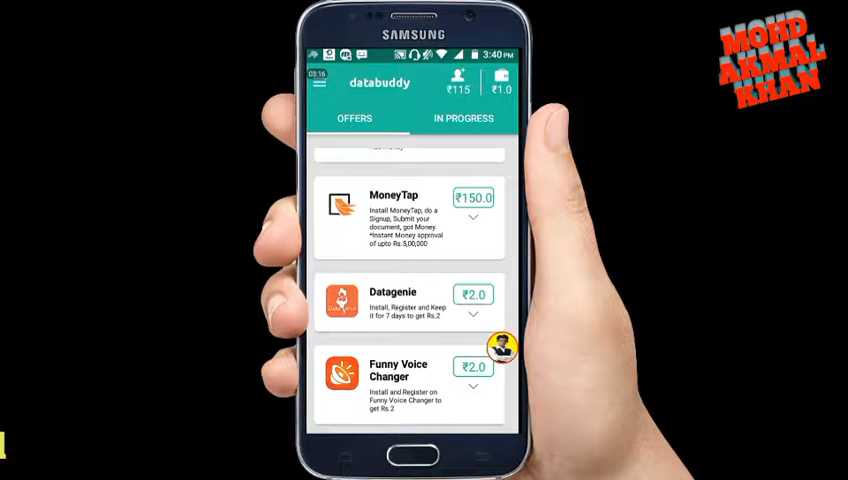 MOHD
AKMAL
KHAN
SAMSUNG
3:40 PM
03:16
databuddy
₹115
₹1.0
OFFERS
IN PROGRESS
MoneyTap
₹150.0
Install MoneyTap, do a
Signup, Submit your
document, got Money.
*Instant Money approval
of upto Rs.5,00,000
Datagenie
₹2.0
Install, Register and Keep
it for 7 days to get Rs.2
Funny Voice
Changer
₹2.0
Install and Register on
Funny Voice Changer to
get Rs.2